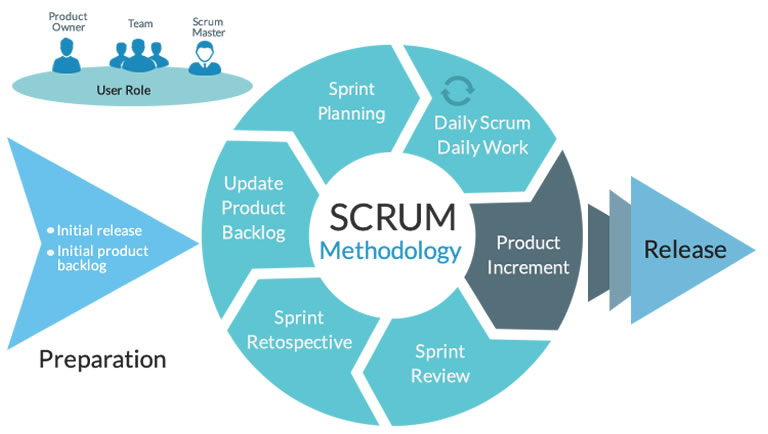 Product
Owner
Team
Scrum
Master
User Role
Sprint
Planning
Daily Scrum
Daily Work
Update
Product
Backlog
SCRUM
Methodology
Product
Increment
Sprint
Retospective
Sprint
Review
• Initial release
• Initial product
backlog
Preparation
Release